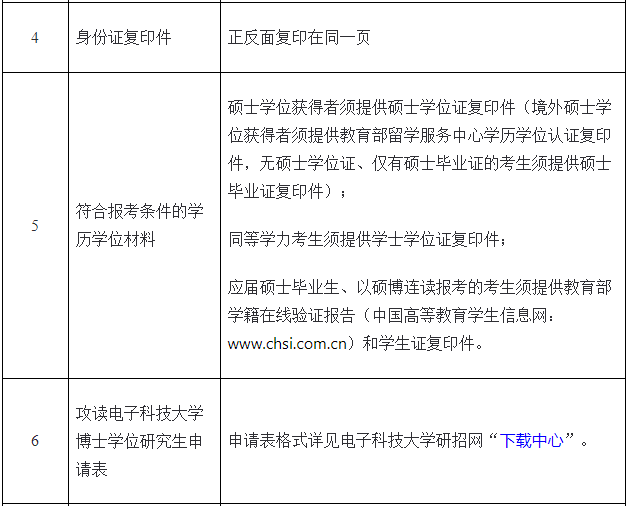 4
身份证复印件
正反面复印在同一页
5
符合报考条件的学
历学位材料
硕士学位获得者须提供硕士学位证复印件（境外硕士学
位获得者须提供教育部留学服务中心学历学位认证复印
件，无硕士学位证、仅有硕士毕业证的考生须提供硕士
毕业证复印件）；
同等学力考生须提供学士学位证复印件；
应届硕士毕业生、以硕博连读报考的考生须提供教育部
学籍在线验证报告（中国高等教育学生信息网：
www.chsi.com.cn）和学生证复印件。
6
攻读电子科技大学
博士学位研究生申
请表
申请表格式详见电子科技大学研招网“下载中心”。